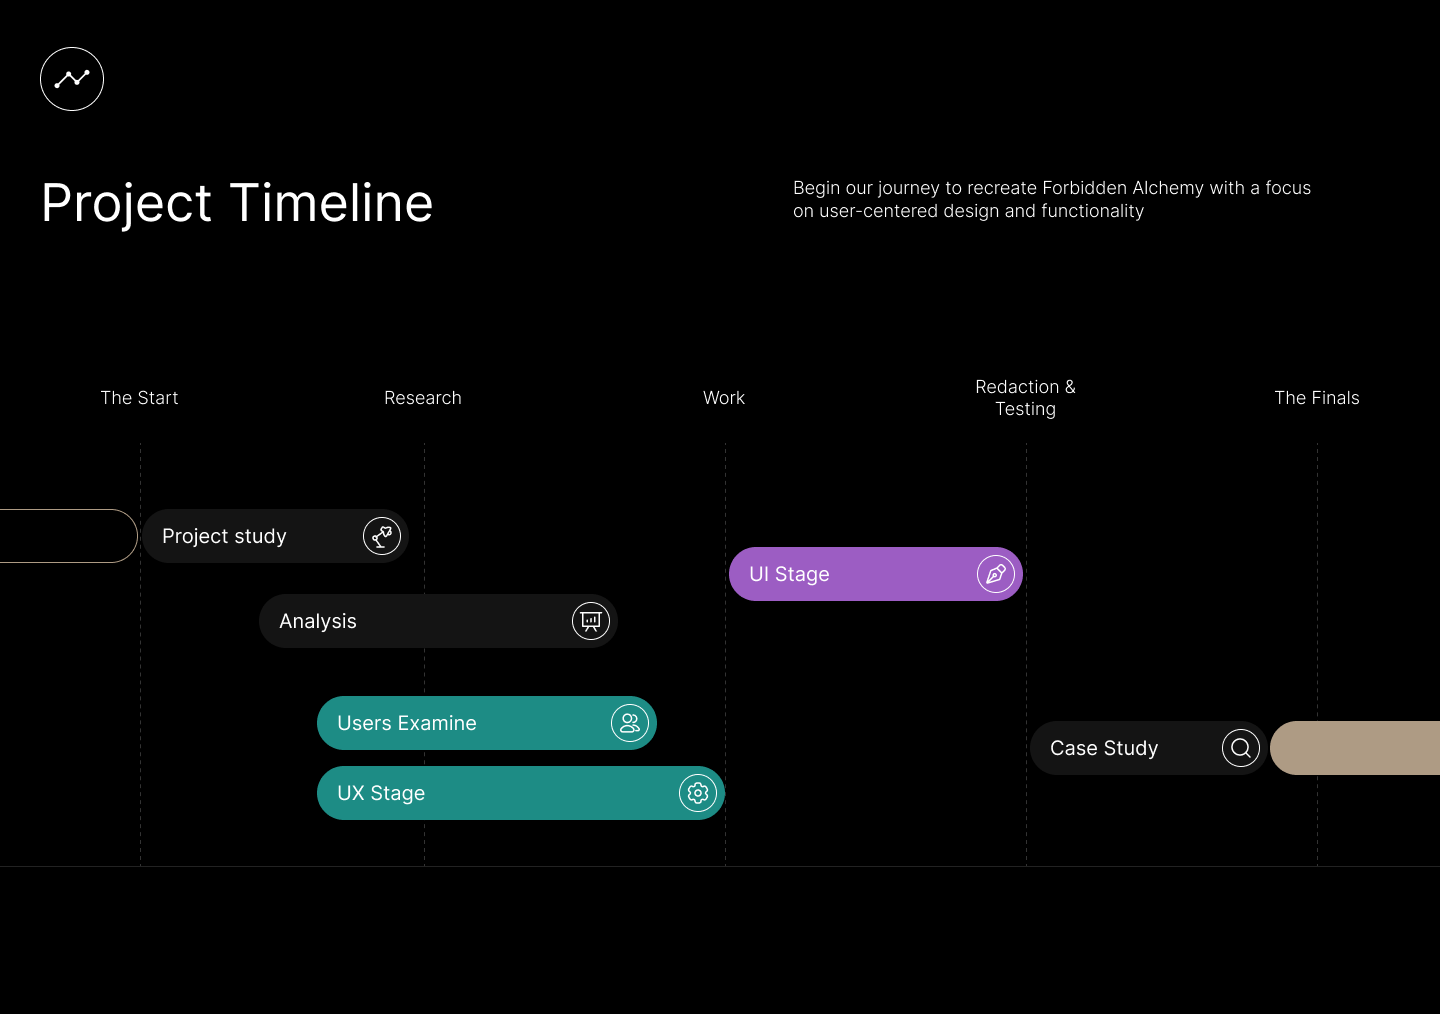 Project Timeline
Begin our journey to recreate Forbidden Alchemy with a focus
on user-centered design and functionality
The Start
Research
Work
Redaction &
Testing
The Finals
Project study
UI Stage
Analysis
Users Examine
Case Study
UX Stage